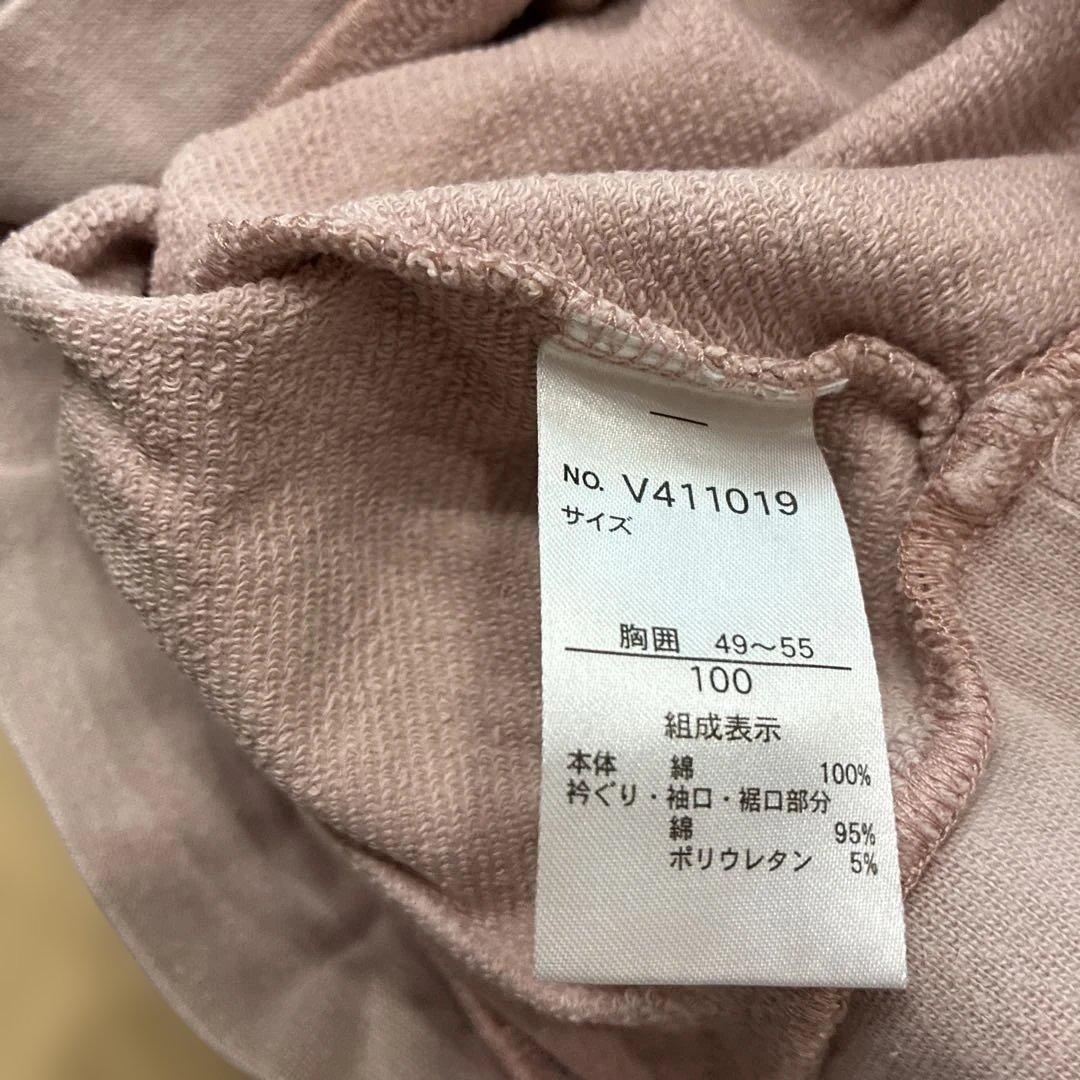 NO. V411019
サイズ
胸囲 49～55
100
組成表示
本体 綿 100%
衿ぐり・袖口・裾口部分
綿 95%
ポリウレタン 5%